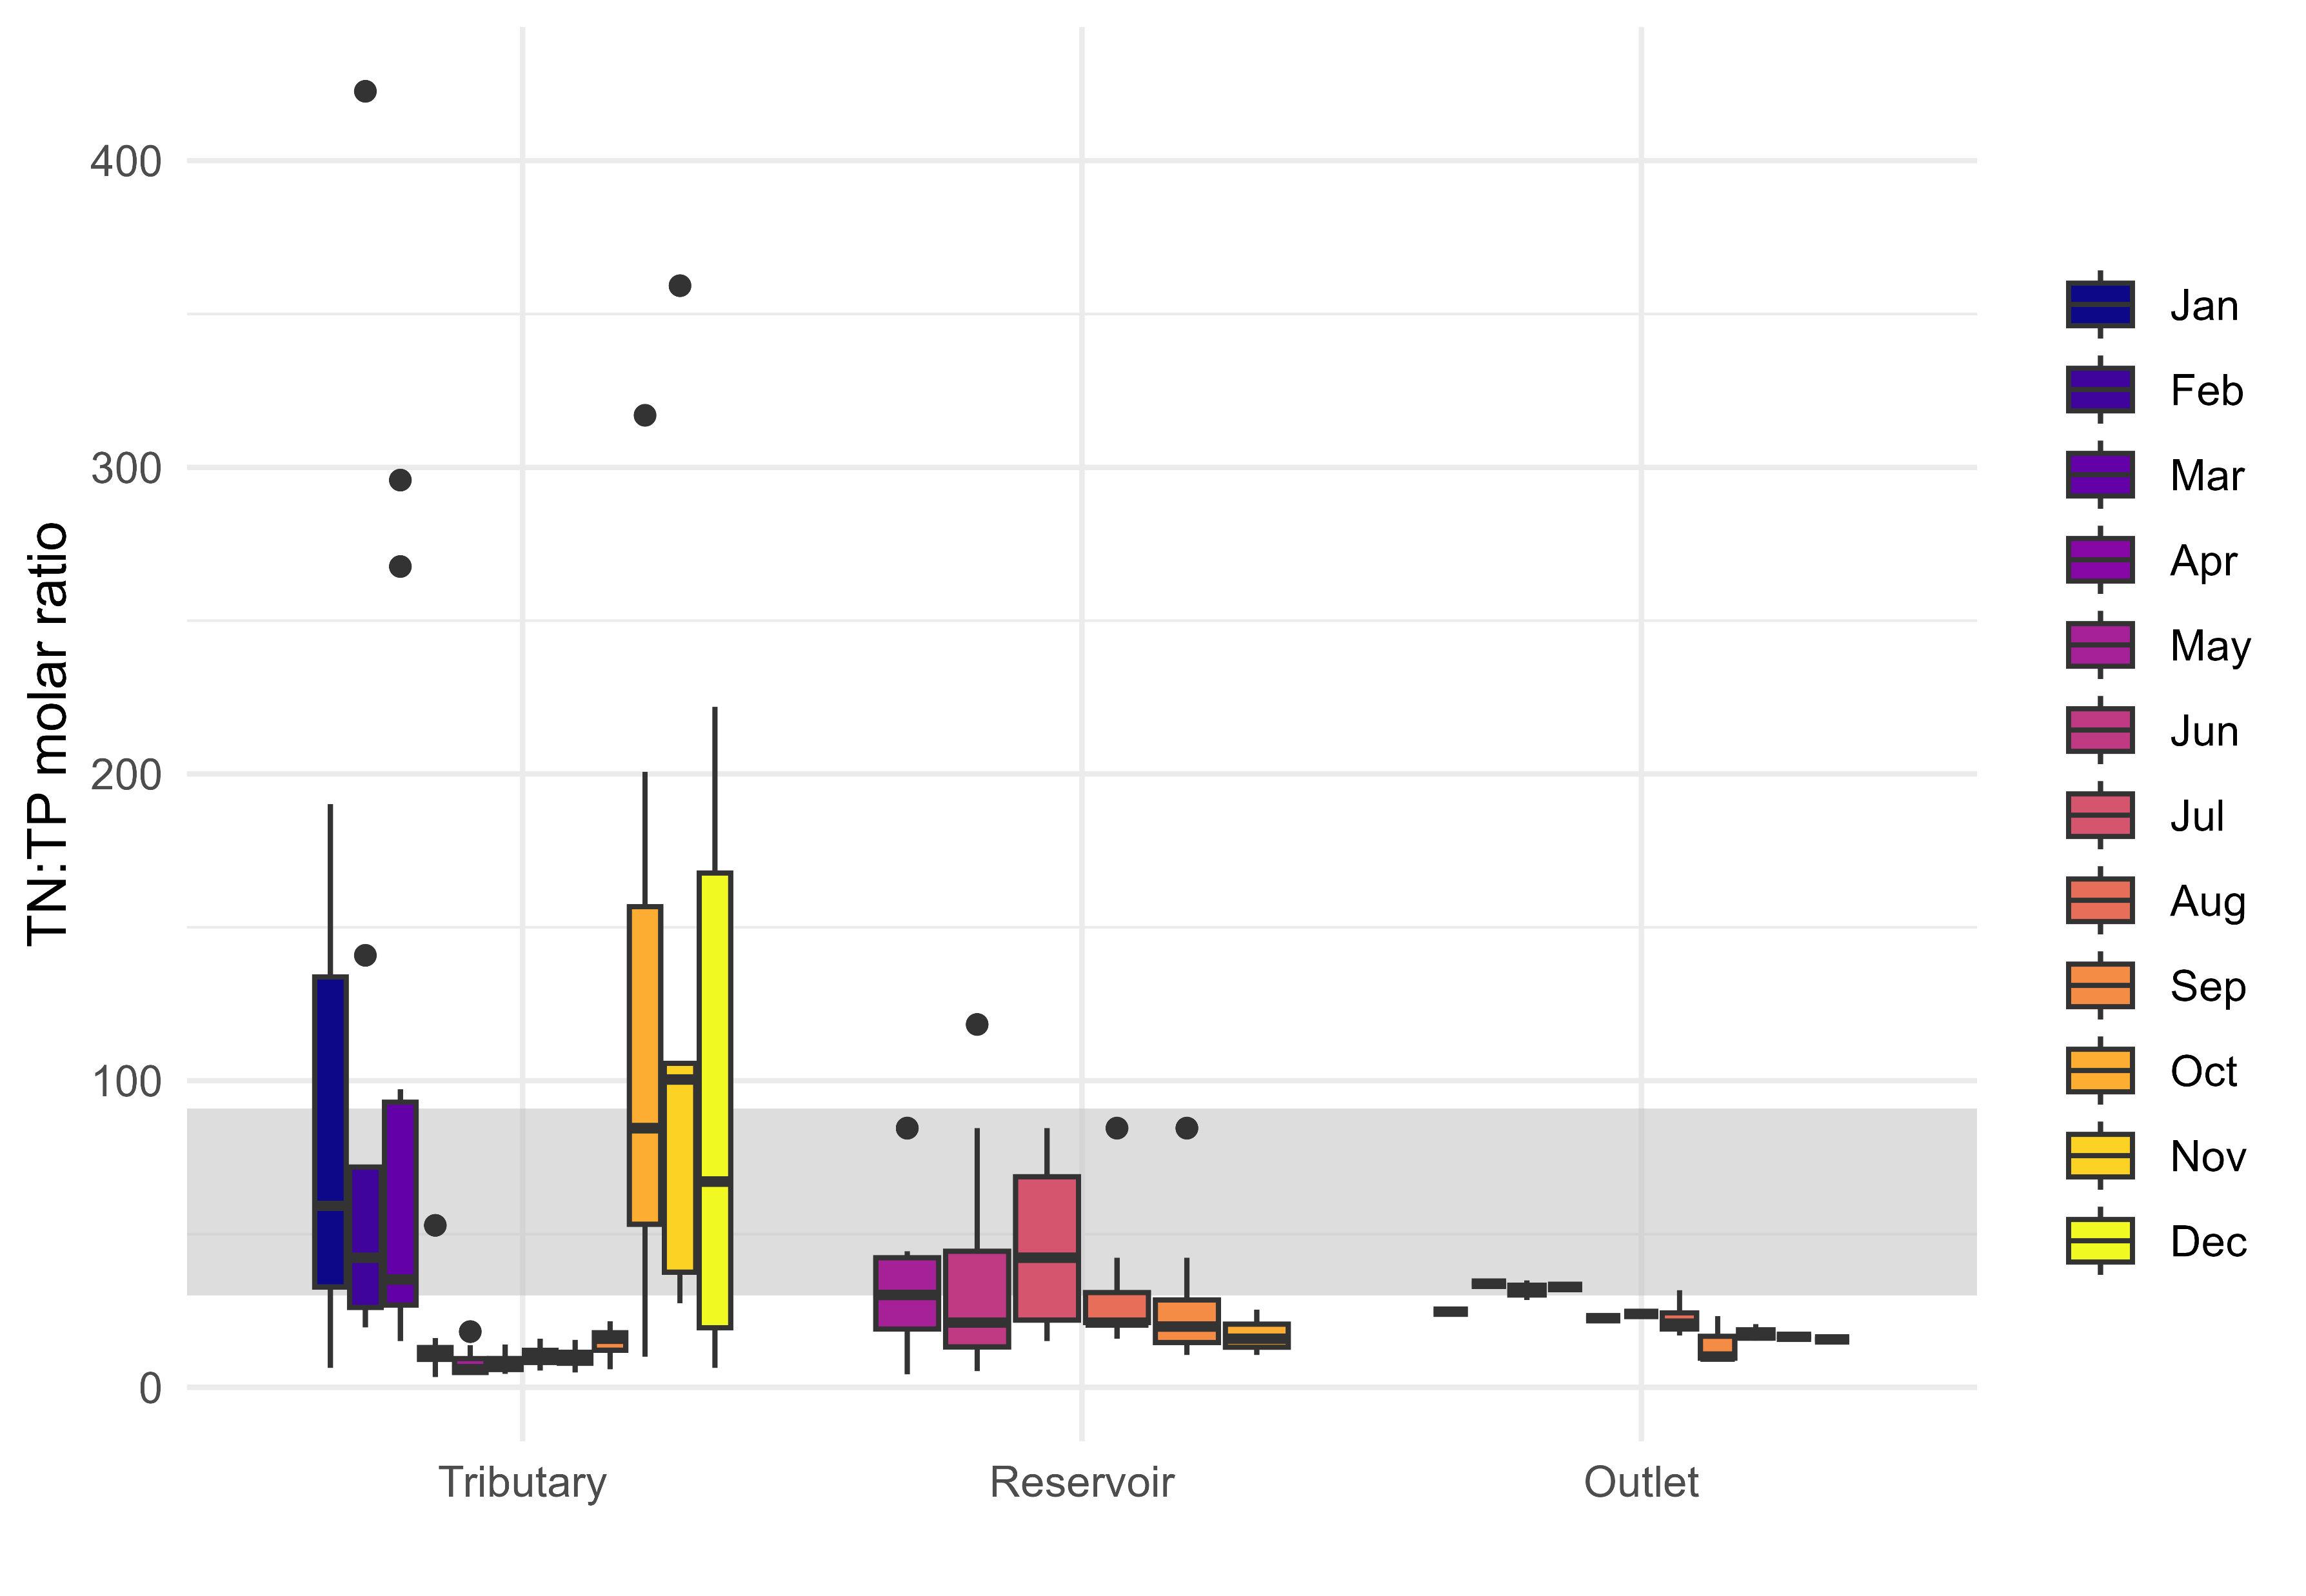 TN:TP molar ratio
400
300
200
100
0
Tributary
Reservoir
Outlet
Jan
Feb
Mar
Apr
May
Jun
Jul
Aug
Sep
Oct
Nov
Dec